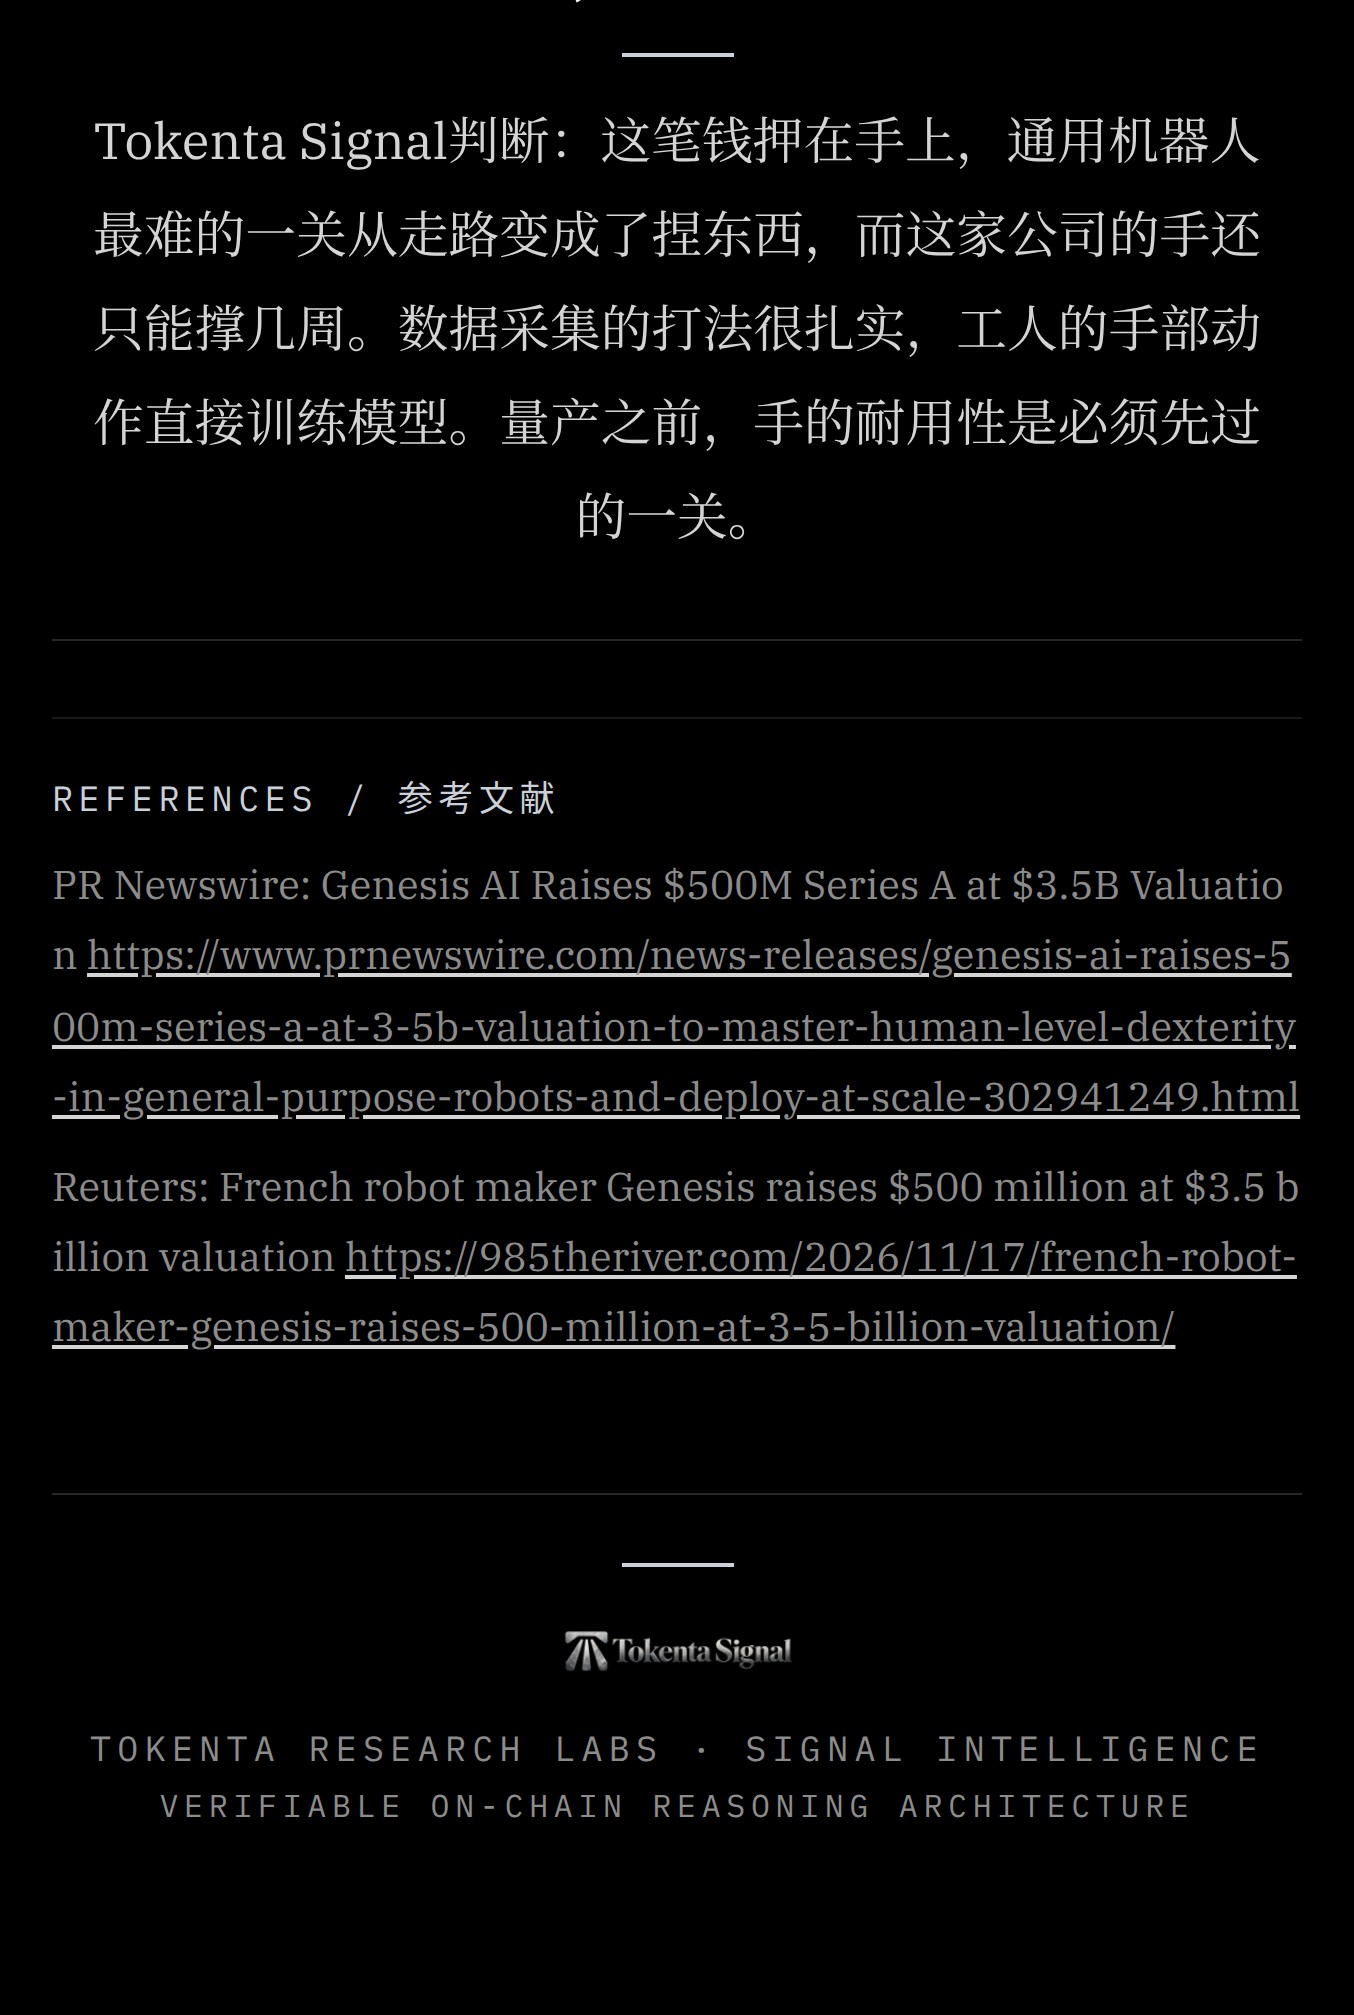 Tokenta Signal判断：这笔钱押在手上，通用机器人
最难的一关从走路变成了捏东西，而这家公司的手还
只能撑几周。数据采集的打法很扎实，工人的手部动
作直接训练模型。量产之前，手的耐用性是必须先过
的一关。
REFERENCES / 参考文献
PR Newswire: Genesis AI Raises $500M Series A at $3.5B Valuatio
n https://www.prnewswire.com/news-releases/genesis-ai-raises-5
00m-series-a-at-3-5b-valuation-to-master-human-level-dexterity
-in-general-purpose-robots-and-deploy-at-scale-302941249.html
Reuters: French robot maker Genesis raises $500 million at $3.5 b
illion valuation https://985theriver.com/2026/11/17/french-robot-
maker-genesis-raises-500-million-at-3-5-billion-valuation/
Tokenta Signal
TOKENTA RESEARCH LABS · SIGNAL INTELLIGENCE
VERIFIABLE ON-CHAIN REASONING ARCHITECTURE